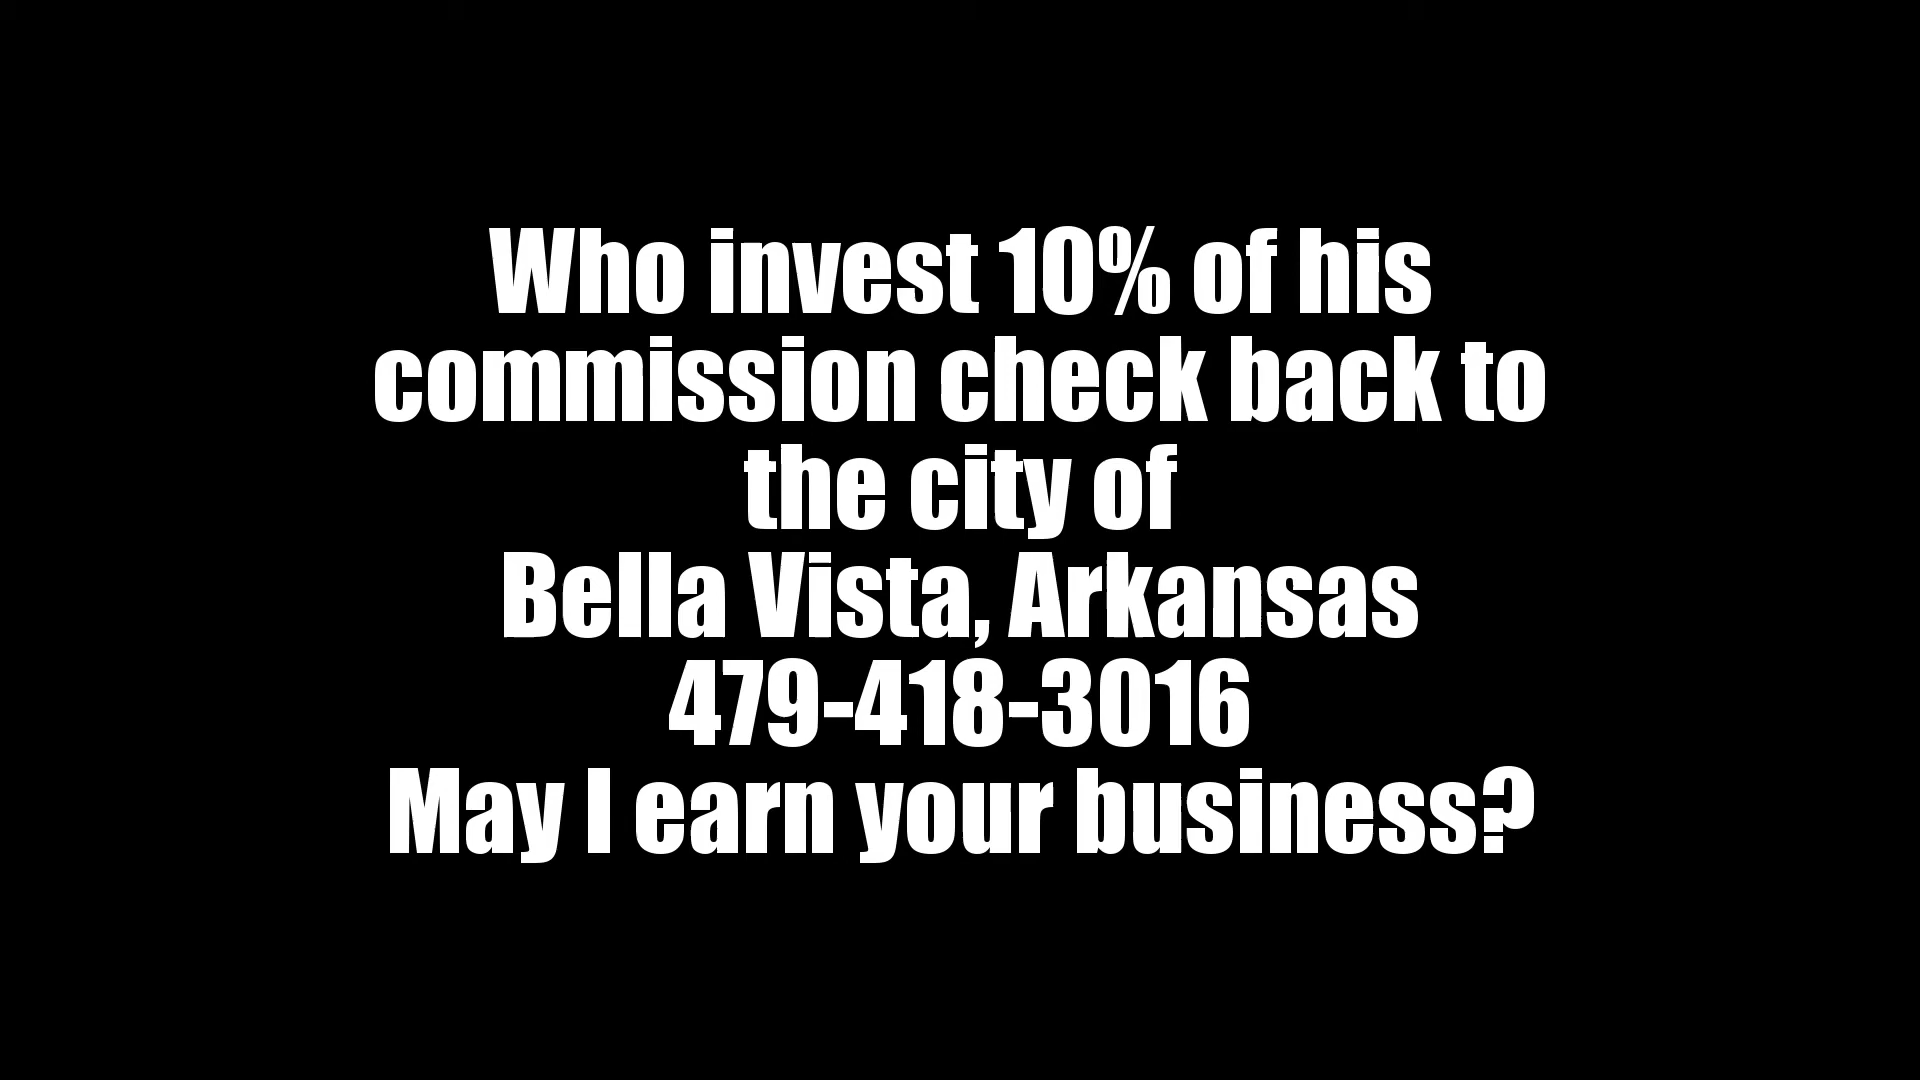 Who invest 10% of his
commission check back to
the city of
Bella Vista, Arkansas
479-418-3016
May I earn your business?